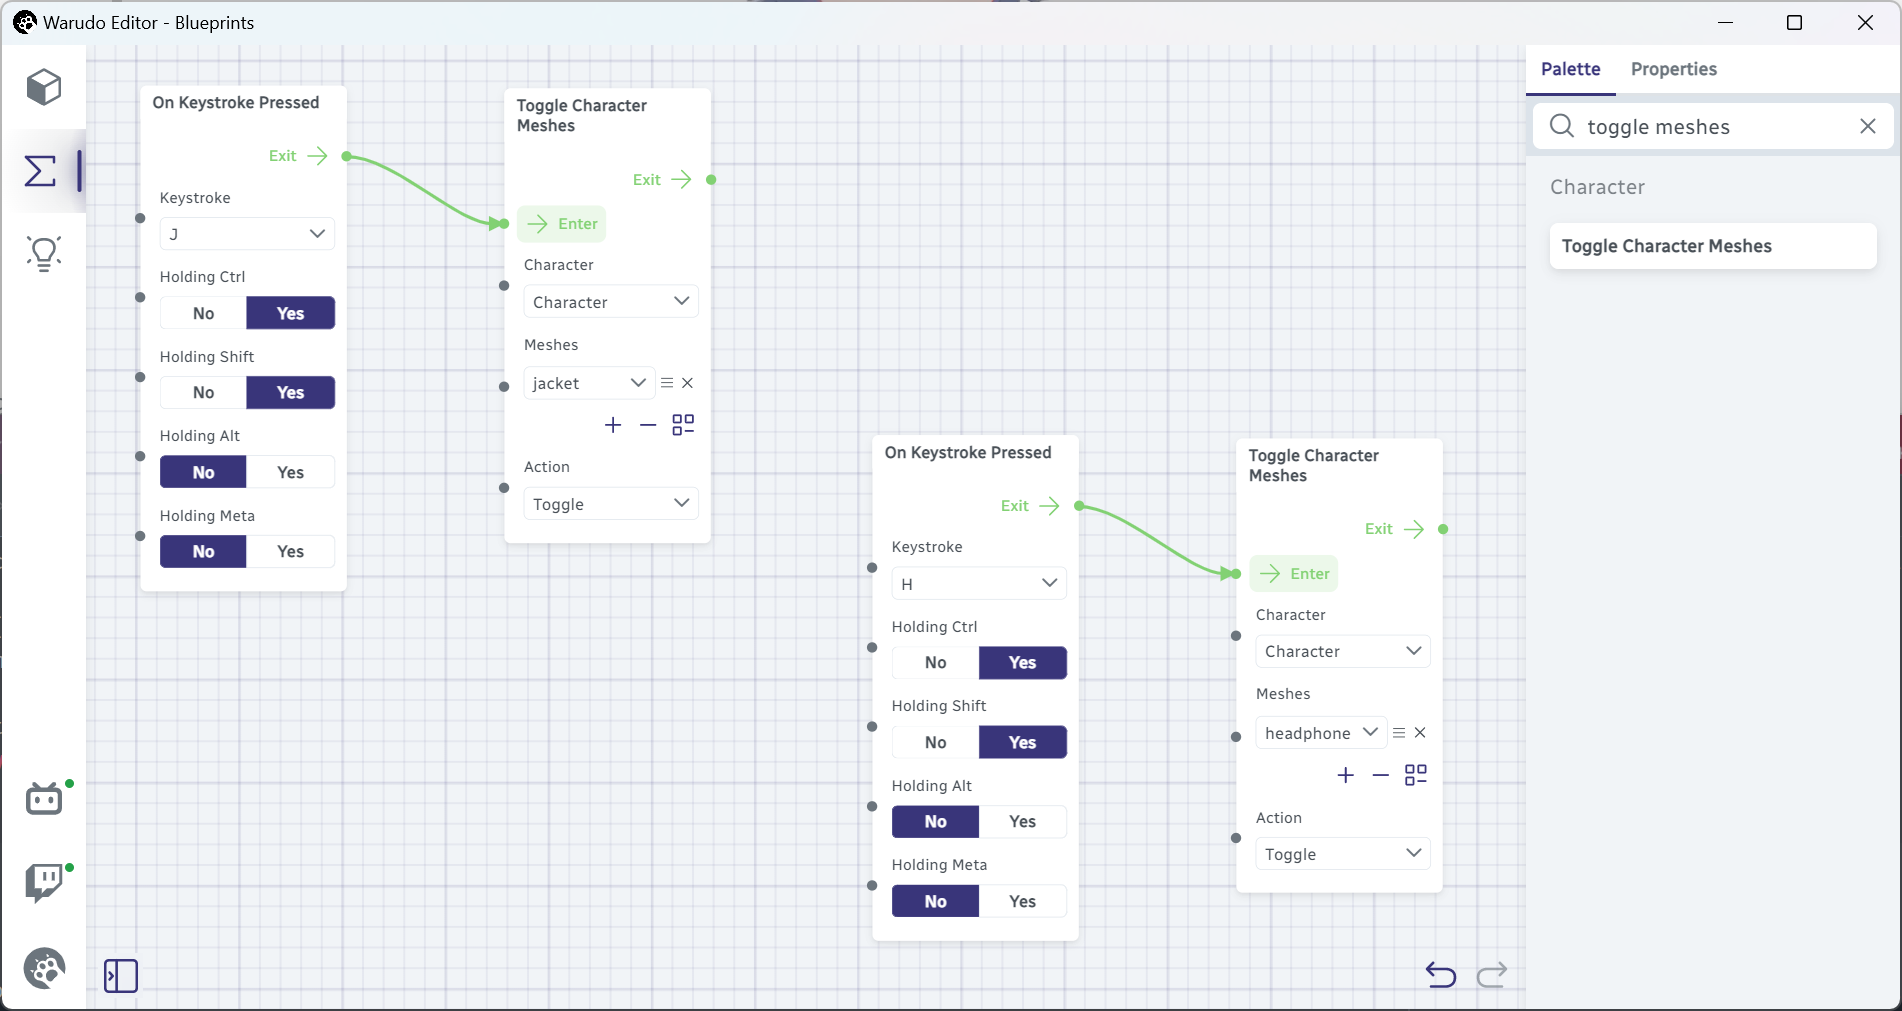 Warudo Editor - Blueprints
On Keystroke Pressed
Exit
Keystroke
J
Holding Ctrl
No Yes
Holding Shift
No Yes
Holding Alt
No Yes
Holding Meta
No Yes
Toggle Character
Meshes
Exit
Enter
Character
Character
Meshes
jacket
Action
Toggle
On Keystroke Pressed
Exit
Keystroke
H
Holding Ctrl
No Yes
Holding Shift
No Yes
Holding Alt
No Yes
Holding Meta
No Yes
Toggle Character
Meshes
Exit
Enter
Character
Character
Meshes
headphone
Action
Toggle
Palette Properties
toggle meshes
Character
Toggle Character Meshes